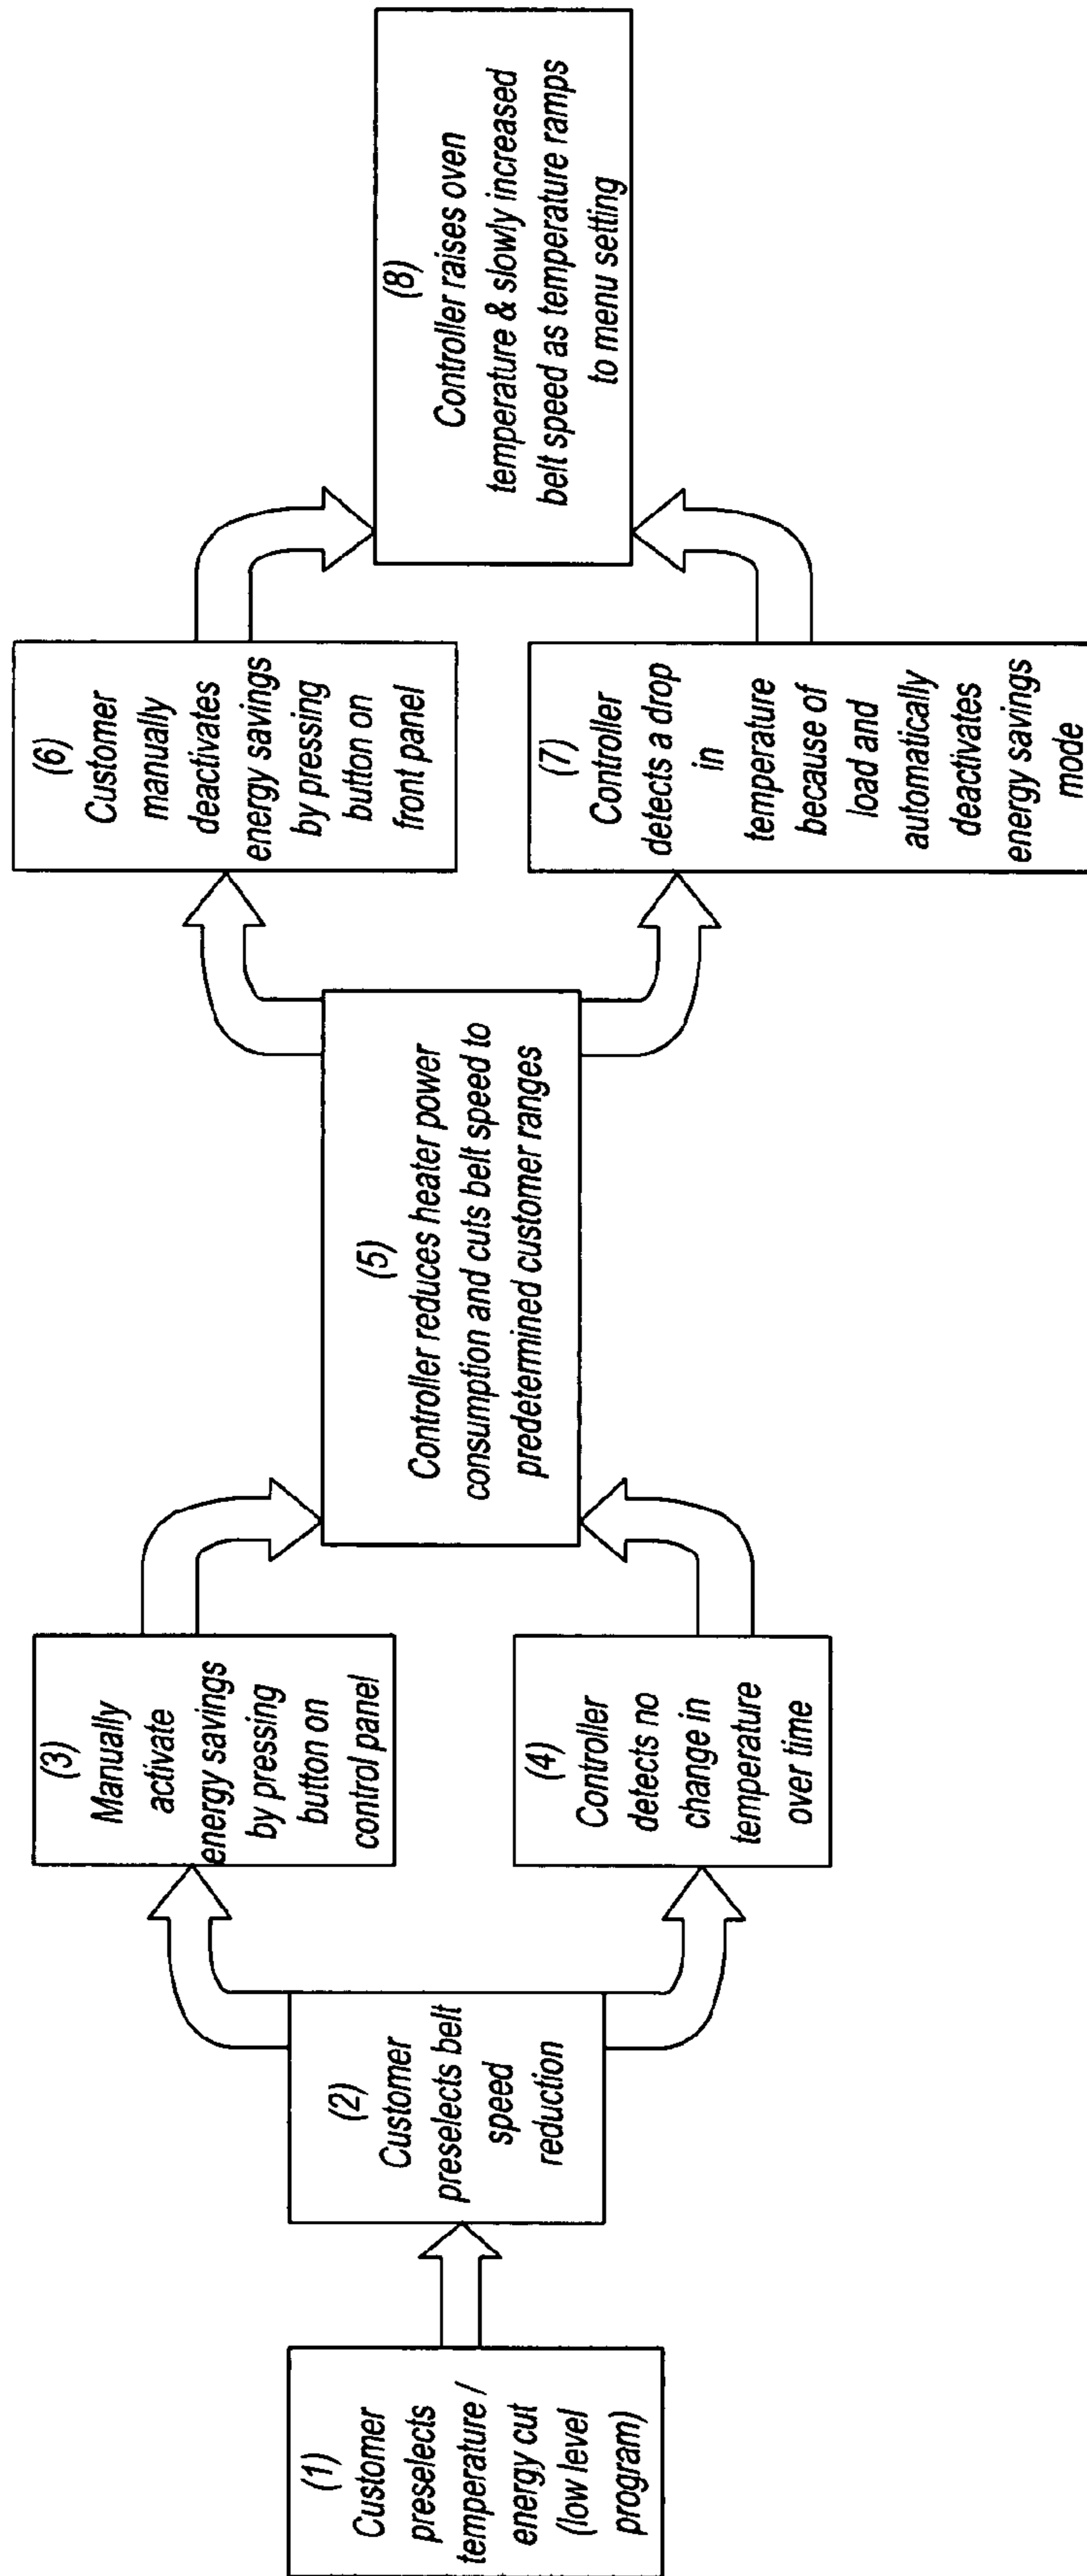 (1)
Customer
preselects
temperature /
energy cut
(low level
program)
(2)
Customer
preselects belt
speed
reduction
(3)
Manually
activate
energy savings
by pressing
button on
control panel
(4)
Controller
detects no
change in
temperature
over time
(5)
Controller reduces heater power
consumption and cuts belt speed to
predetermined customer ranges
(6)
Customer
manually
deactivates
energy savings
by pressing
button on
front panel
(7)
Controller
detects a drop
in
temperature
because of
load and
automatically
deactivates
energy savings
mode
(8)
Controller raises oven
temperature & slowly increased
belt speed as temperature ramps
to menu setting